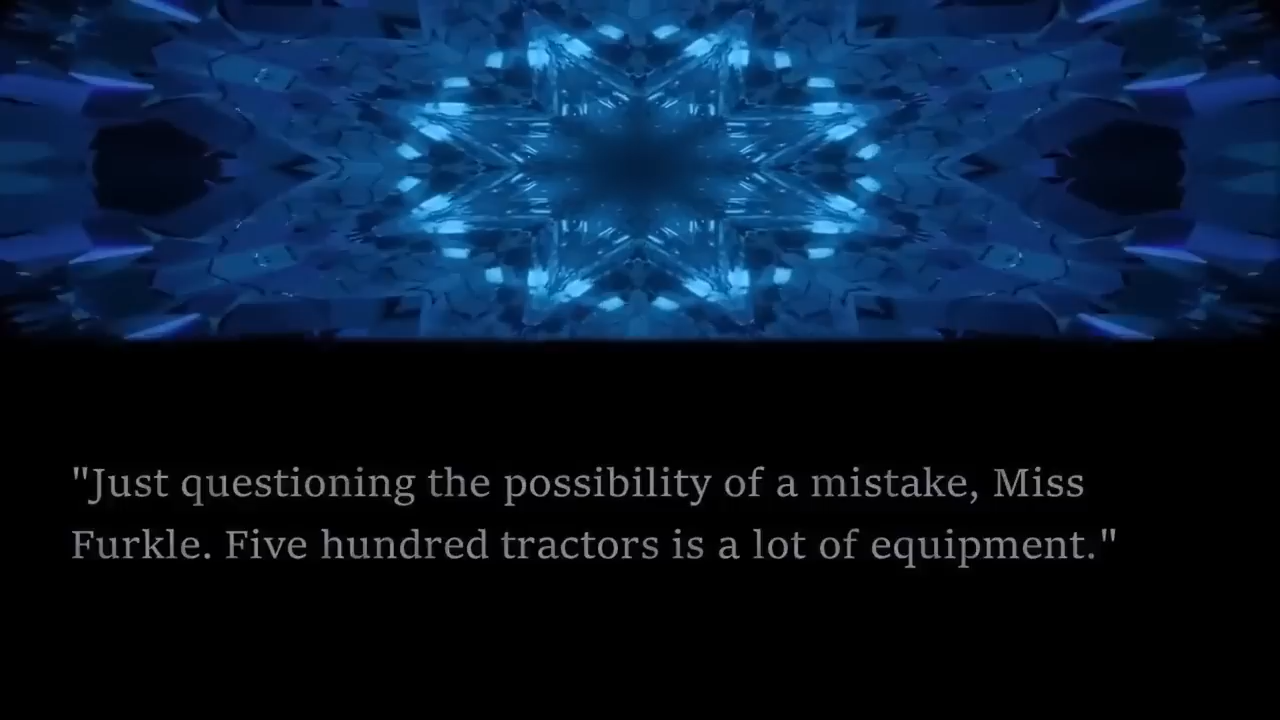 "Just questioning the possibility of a mistake, Miss
Furkle. Five hundred tractors is a lot of equipment."